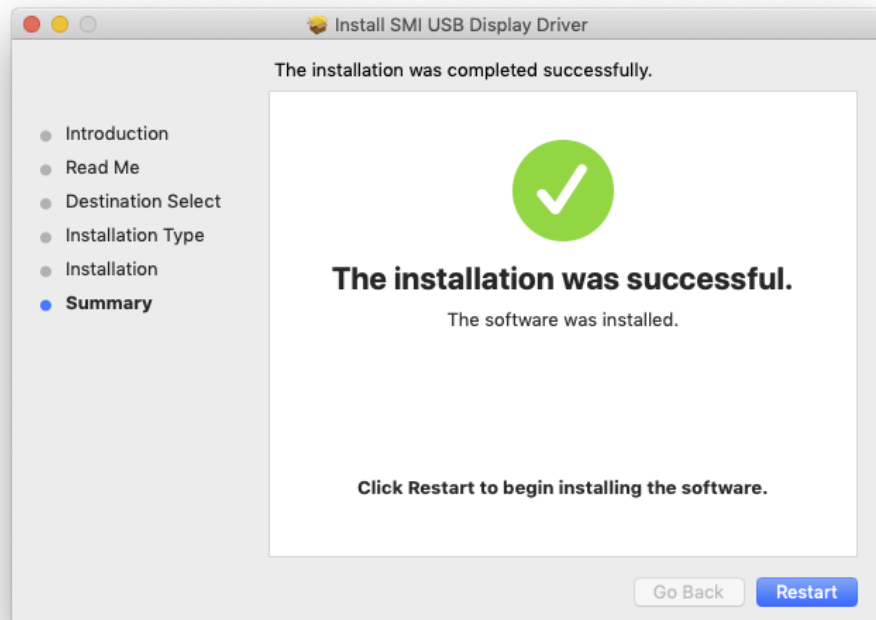 Install SMI USB Display Driver
The installation was completed successfully.
Introduction
Read Me
Destination Select
Installation Type
Installation
Summary
The installation was successful.
The software was installed.
Click Restart to begin installing the software.
Go Back
Restart